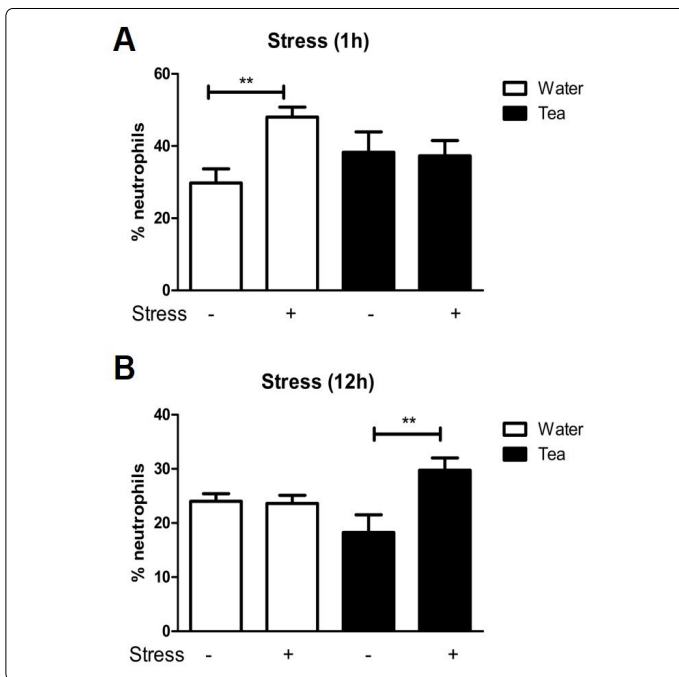 A
Stress (1h)
% neutrophils
60
40
20
0
**
Water
Tea
Stress - + - +
B
Stress (12h)
% neutrophils
40
30
20
10
0
**
Water
Tea
Stress - + - +